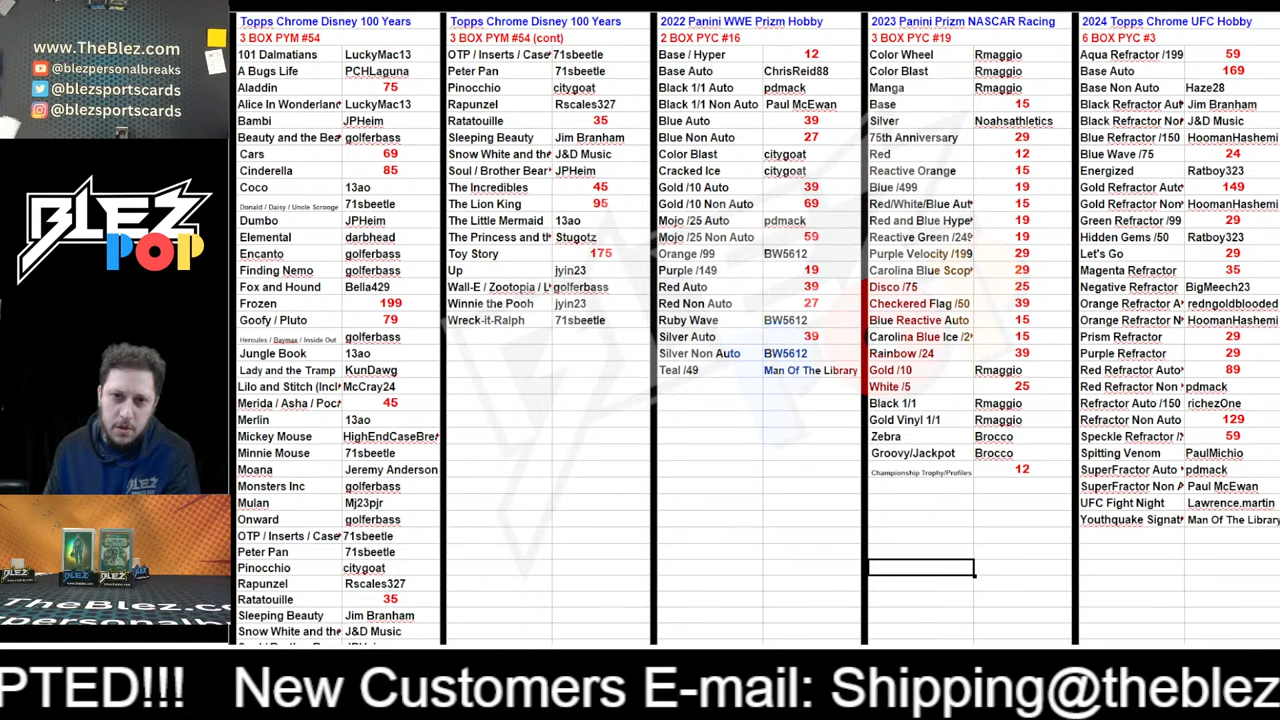 www.TheBlez.com
@blezpersonalbreaks
@blezsportscards
@blezsportscards
BLEZ
POP
www.TheBlez.com
BLEZ
BLEZ
TheBlez.co
Topps Chrome Disney 100 Years
3 BOX PYM #54
101 Dalmatians LuckyMac13
A Bugs Life PCHLaguna
Aladdin 75
Alice In Wonderlan LuckyMac13
Bambi JPHeim
Beauty and the Bea golferbass
Cars 69
Cinderella 85
Coco 13ao
Donald / Daisy / Uncle Scrooge 71sbeetle
Dumbo JPHeim
Elemental darbhead
Encanto golferbass
Finding Nemo golferbass
Fox and Hound Bella429
Frozen 199
Goofy / Pluto 79
Hercules / Baymax / Inside Out golferbass
Jungle Book 13ao
Lady and the Tramp KunDawg
Lilo and Stitch (Incl McCray24
Merida / Asha / Poc 45
Merlin 13ao
Mickey Mouse HighEndCaseBre
Minnie Mouse 71sbeetle
Moana Jeremy Anderson
Monsters Inc golferbass
Mulan Mj23pjr
Onward golferbass
OTP / Inserts / Case 71sbeetle
Peter Pan 71sbeetle
Pinocchio citygoat
Rapunzel Rscales327
Ratatouille 35
Sleeping Beauty Jim Branham
Snow White and the J&D Music
Topps Chrome Disney 100 Years
3 BOX PYM #54 (cont)
OTP / Inserts / Case 71sbeetle
Peter Pan 71sbeetle
Pinocchio citygoat
Rapunzel Rscales327
Ratatouille 35
Sleeping Beauty Jim Branham
Snow White and th J&D Music
Soul / Brother Bear JPHeim
The Incredibles 45
The Lion King 95
The Little Mermaid 13ao
The Princess and th Stugotz
Toy Story 175
Up jyin23
Wall-E / Zootopia / L golferbass
Winnie the Pooh jyin23
Wreck-it-Ralph 71sbeetle
2022 Panini WWE Prizm Hobby
2 BOX PYC #16
Base / Hyper 12
Base Auto ChrisReid88
Black 1/1 Auto pdmack
Black 1/1 Non Auto Paul McEwan
Blue Auto 39
Blue Non Auto 27
Color Blast citygoat
Cracked Ice citygoat
Gold /10 Auto 39
Gold /10 Non Auto 69
Mojo /25 Auto pdmack
Mojo /25 Non Auto 59
Orange /99 BW5612
Purple /149 19
Red Auto 39
Red Non Auto 27
Ruby Wave BW5612
Silver Auto 39
Silver Non Auto BW5612
Teal /49 Man Of The Library
2023 Panini Prizm NASCAR Racing
3 BOX PYC #19
Color Wheel Rmaggio
Color Blast Rmaggio
Manga Rmaggio
Base 15
Silver Noahsathletics
75th Anniversary 29
Red 12
Reactive Orange 15
Blue /499 19
Red/White/Blue Aut 15
Red and Blue Hype 19
Reactive Green /249 19
Purple Velocity /199 29
Carolina Blue Scop 29
Disco /75 25
Checkered Flag /50 39
Blue Reactive Auto 15
Carolina Blue Ice /2 15
Rainbow /24 39
Gold /10 Rmaggio
White /5 25
Black 1/1 Rmaggio
Gold Vinyl 1/1 Rmaggio
Zebra Brocco
Groovy/Jackpot Brocco
Championship Trophy/Profiles 12
2024 Topps Chrome UFC Hobby
6 BOX PYC #3
Aqua Refractor /199 59
Base Auto 169
Base Non Auto Haze28
Black Refractor Au Jim Branham
Black Refractor No J&D Music
Blue Refractor /150 HoomanHashemi
Blue Wave /75 24
Energized Ratboy323
Gold Refractor Auto 149
Gold Refractor Non HoomanHashemi
Green Refractor /99 29
Hidden Gems /50 Ratboy323
Let's Go 29
Magenta Refractor 35
Negative Refractor BigMeech23
Orange Refractor A redngoldblooded
Orange Refractor N HoomanHashemi
Prism Refractor 29
Purple Refractor 29
Red Refractor Auto 89
Red Refractor Non pdmack
Refractor Auto /150 richezOne
Refractor Non Auto 129
Speckle Refractor / 59
Spitting Venom PaulMichio
SuperFractor Auto pdmack
SuperFractor Non A Paul McEwan
UFC Fight Night Lawrence.martin
Youthquake Signat Man Of The Library
PTED!!! New Customers E-mail: Shipping@theblez